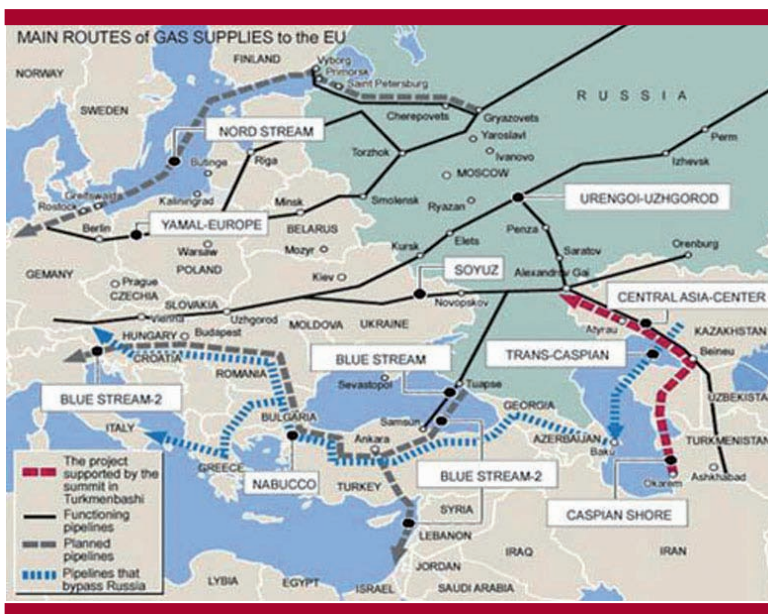 MAIN ROUTES of GAS SUPPLIES to the EU
FINLAND
NORWAY
Vyborg
Primorsk
Saint Petersburg
SWEDEN
RUSSIA
Cherepovets
Gryazovets
Perm
NORD STREAM
Yaroslavl
Ivanovo
Izhevsk
Butinge
Riga
Torzhok
MOSCOW
Greifswalda
Rostock
Kaliningrad
Minsk
Smolensk
URENGOI-UZHGOROD
Ryazan
Berlin
YAMAL-EUROPE
BELARUS
Penza
Warsaw
Mozyr
Kursk
Elets
Saratov
Orenburg
GEMANY
POLAND
Kiev
SOYUZ
Alexandrov Gai
Prague
CZECHIA
SLOVAKIA
Novopskov
CENTRAL ASIA-CENTER
Vienna
Uzhgorod
MOLDOVA
UKRAINE
Atyrau
KAZAKHSTAN
HUNGARY
Budapest
BLUE STREAM
TRANS-CASPIAN
Beineu
CROATIA
ROMANIA
Sevastopol
Tuapse
UZBEKISTAN
BLUE STREAM-2
BULGARIA
Samsun
GEORGIA
ITALY
Ankara
AZERBAIJAN
Baku
TURKMENISTAN
GREECE
NABUCCO
TURKEY
BLUE STREAM-2
Okarem
Ashkhabad
The project
supported by the
summit in
Turkmenbashi
SYRIA
CASPIAN SHORE
Functioning
pipelines
LEBANON
Planned
pipelines
IRAQ
IRAN
JORDAN
Pipelines that
bypass Russia
LYBIA
EGYPT
ISRAEL
SAUDI ARABIA